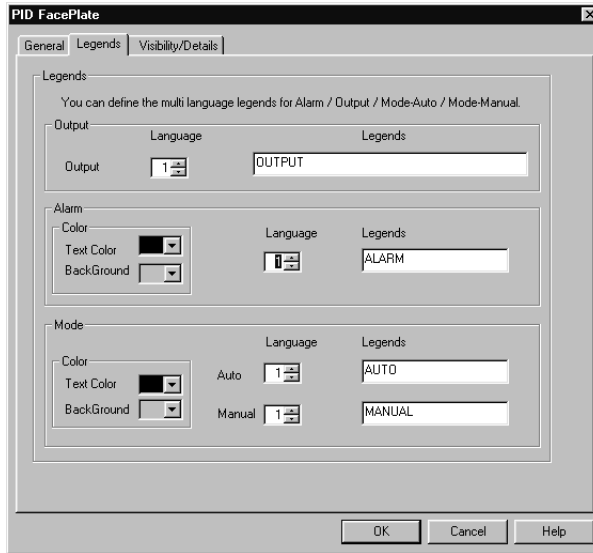 PID FacePlate
General Legends Visibility/Details
Legends
You can define the multi language legends for Alarm / Output / Mode-Auto / Mode-Manual.
Output
Language Legends
Output 1 OUTPUT
Alarm
Color
Language Legends
Text Color
1 ALARM
BackGround
Mode
Language Legends
Color
Auto 1 AUTO
Text Color
BackGround Manual 1 MANUAL
OK Cancel Help